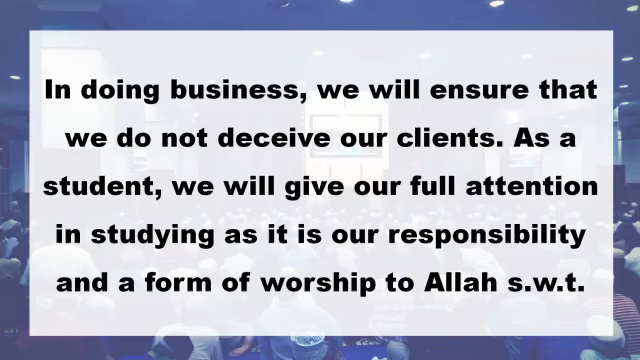 In doing business, we will ensure that
we do not deceive our clients. As a
student, we will give our full attention
in studying as it is our responsibility
and a form of worship to Allah s.w.t.